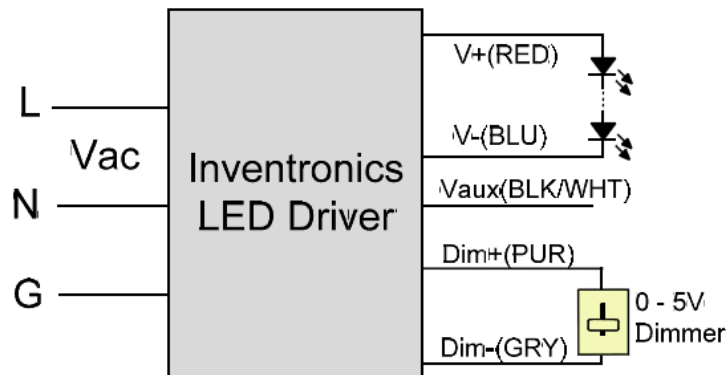 L
Vac
N
G
Inventronics
LED Driver
V+(RED)
V-(BLU)
Vaux(BLK/WHT)
Dim+(PUR)
Dim-(GRY)
0 - 5V
Dimmer